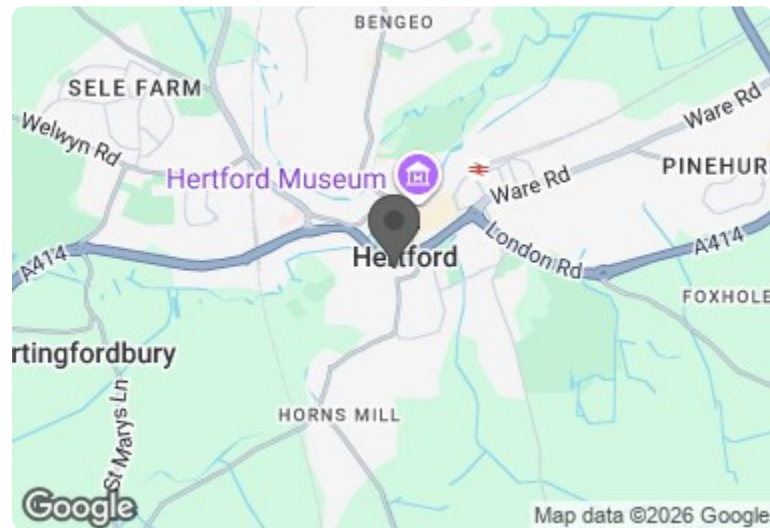 BENGEO
SELE FARM
Welwyn Rd
Ware Rd
Hertford Museum
PINEHUR
Ware Rd
A414
Hertford
London Rd
A414
FOXHOLE
rtingfordbury
St Marys Ln
HORNS MILL
Google
Map data ©2026 Google